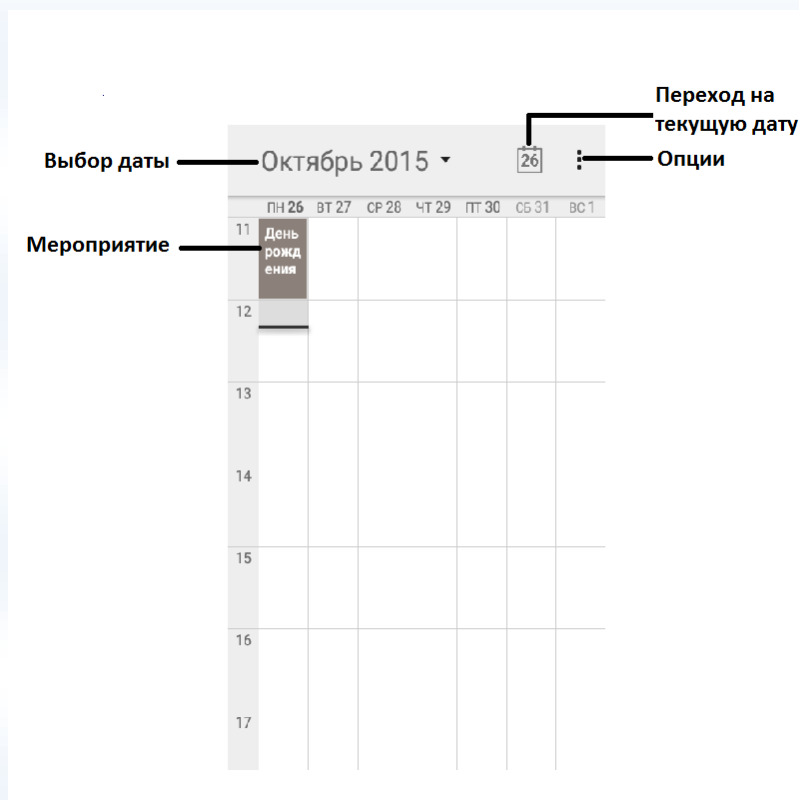 Переход на
текущую дату
Выбор даты
Октябрь 2015
26
Опции
ПН 26 ВТ 27 СР 28 ЧТ 29 ПТ 30 СБ 31 ВС 1
Мероприятие
11
День
рожд
ения
12
13
14
15
16
17